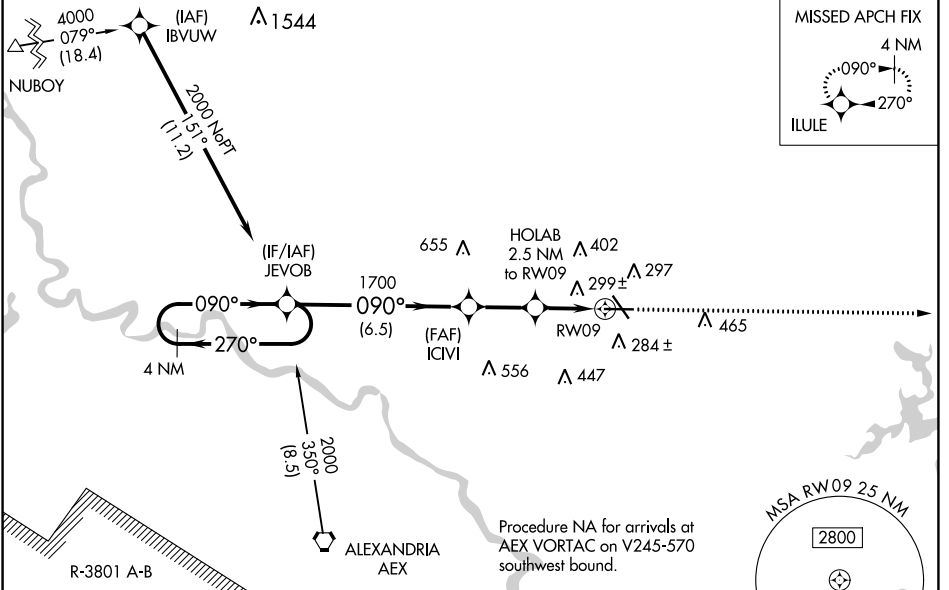 4000
079°
(18.4)
NUBOY
(IAF)
IBVUW
1544
2000 NoPT
151°
(11.2)
MISSED APCH FIX
4 NM
090°
270°
ILULE
(IF/IAF)
JEVOB
090°
270°
4 NM
1700
090°
(6.5)
655
(FAF)
ICIVI
HOLAB
2.5 NM
to RW09
402
299±
297
RW09
465
284 ±
556
447
2000
350°
(8.5)
ALEXANDRIA
AEX
R-3801 A-B
Procedure NA for arrivals at
AEX VORTAC on V245-570
southwest bound.
MSA RW09 25 NM
2800